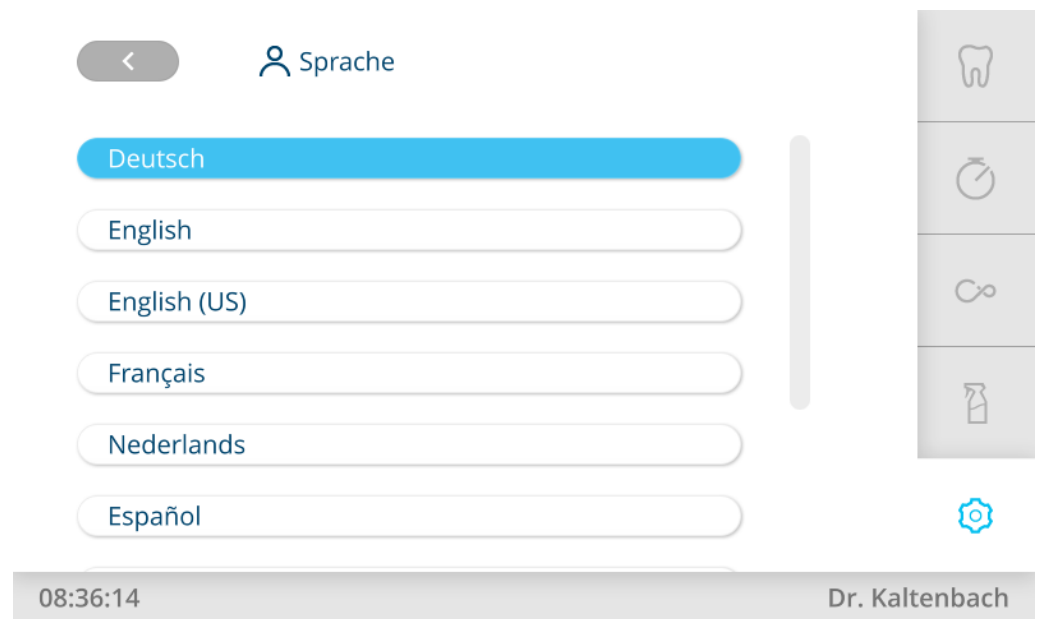 Sprache
Deutsch
English
English (US)
Français
Nederlands
Español
08:36:14 Dr. Kaltenbach